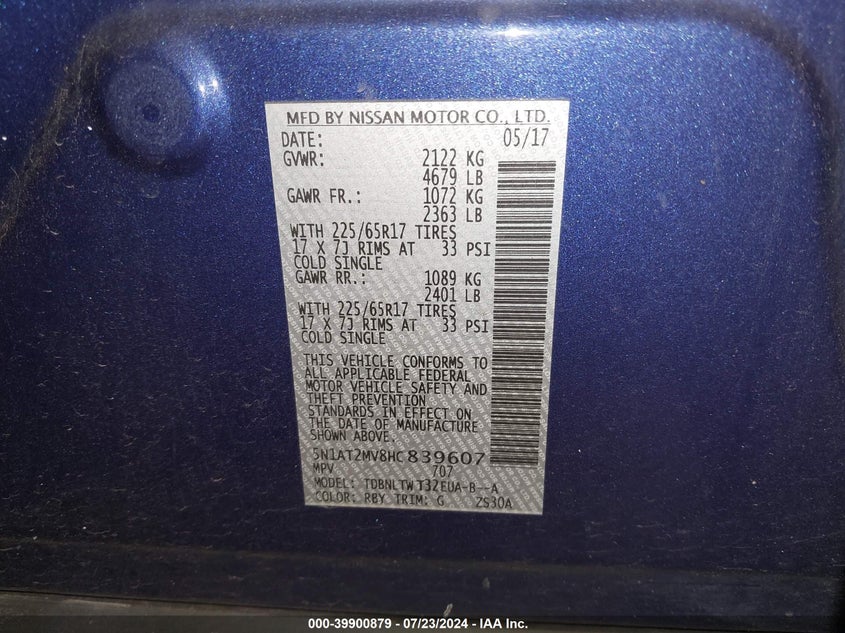 MFD BY NISSAN MOTOR CO., LTD.
DATE: 05/17
GVWR: 2122 KG
4679 LB
GAWR FR.: 1072 KG
2363 LB
WITH 225/65R17 TIRES
17 X 7J RIMS AT 33 PSI
COLD SINGLE
GAWR RR.: 1089 KG
2401 LB
WITH 225/65R17 TIRES
17 X 7J RIMS AT 33 PSI
COLD SINGLE
THIS VEHICLE CONFORMS TO
ALL APPLICABLE FEDERAL
MOTOR VEHICLE SAFETY AND
THEFT PREVENTION
STANDARDS IN EFFECT ON
THE DATE OF MANUFACTURE
SHOWN ABOVE.
5N1AT2MV8HC839607
MPV 707
MODEL: TDBNLTWT32EUA-B--A
COLOR: RBY TRIM: G ZS30A
000-39900879 - 07/23/2024 - IAA Inc.